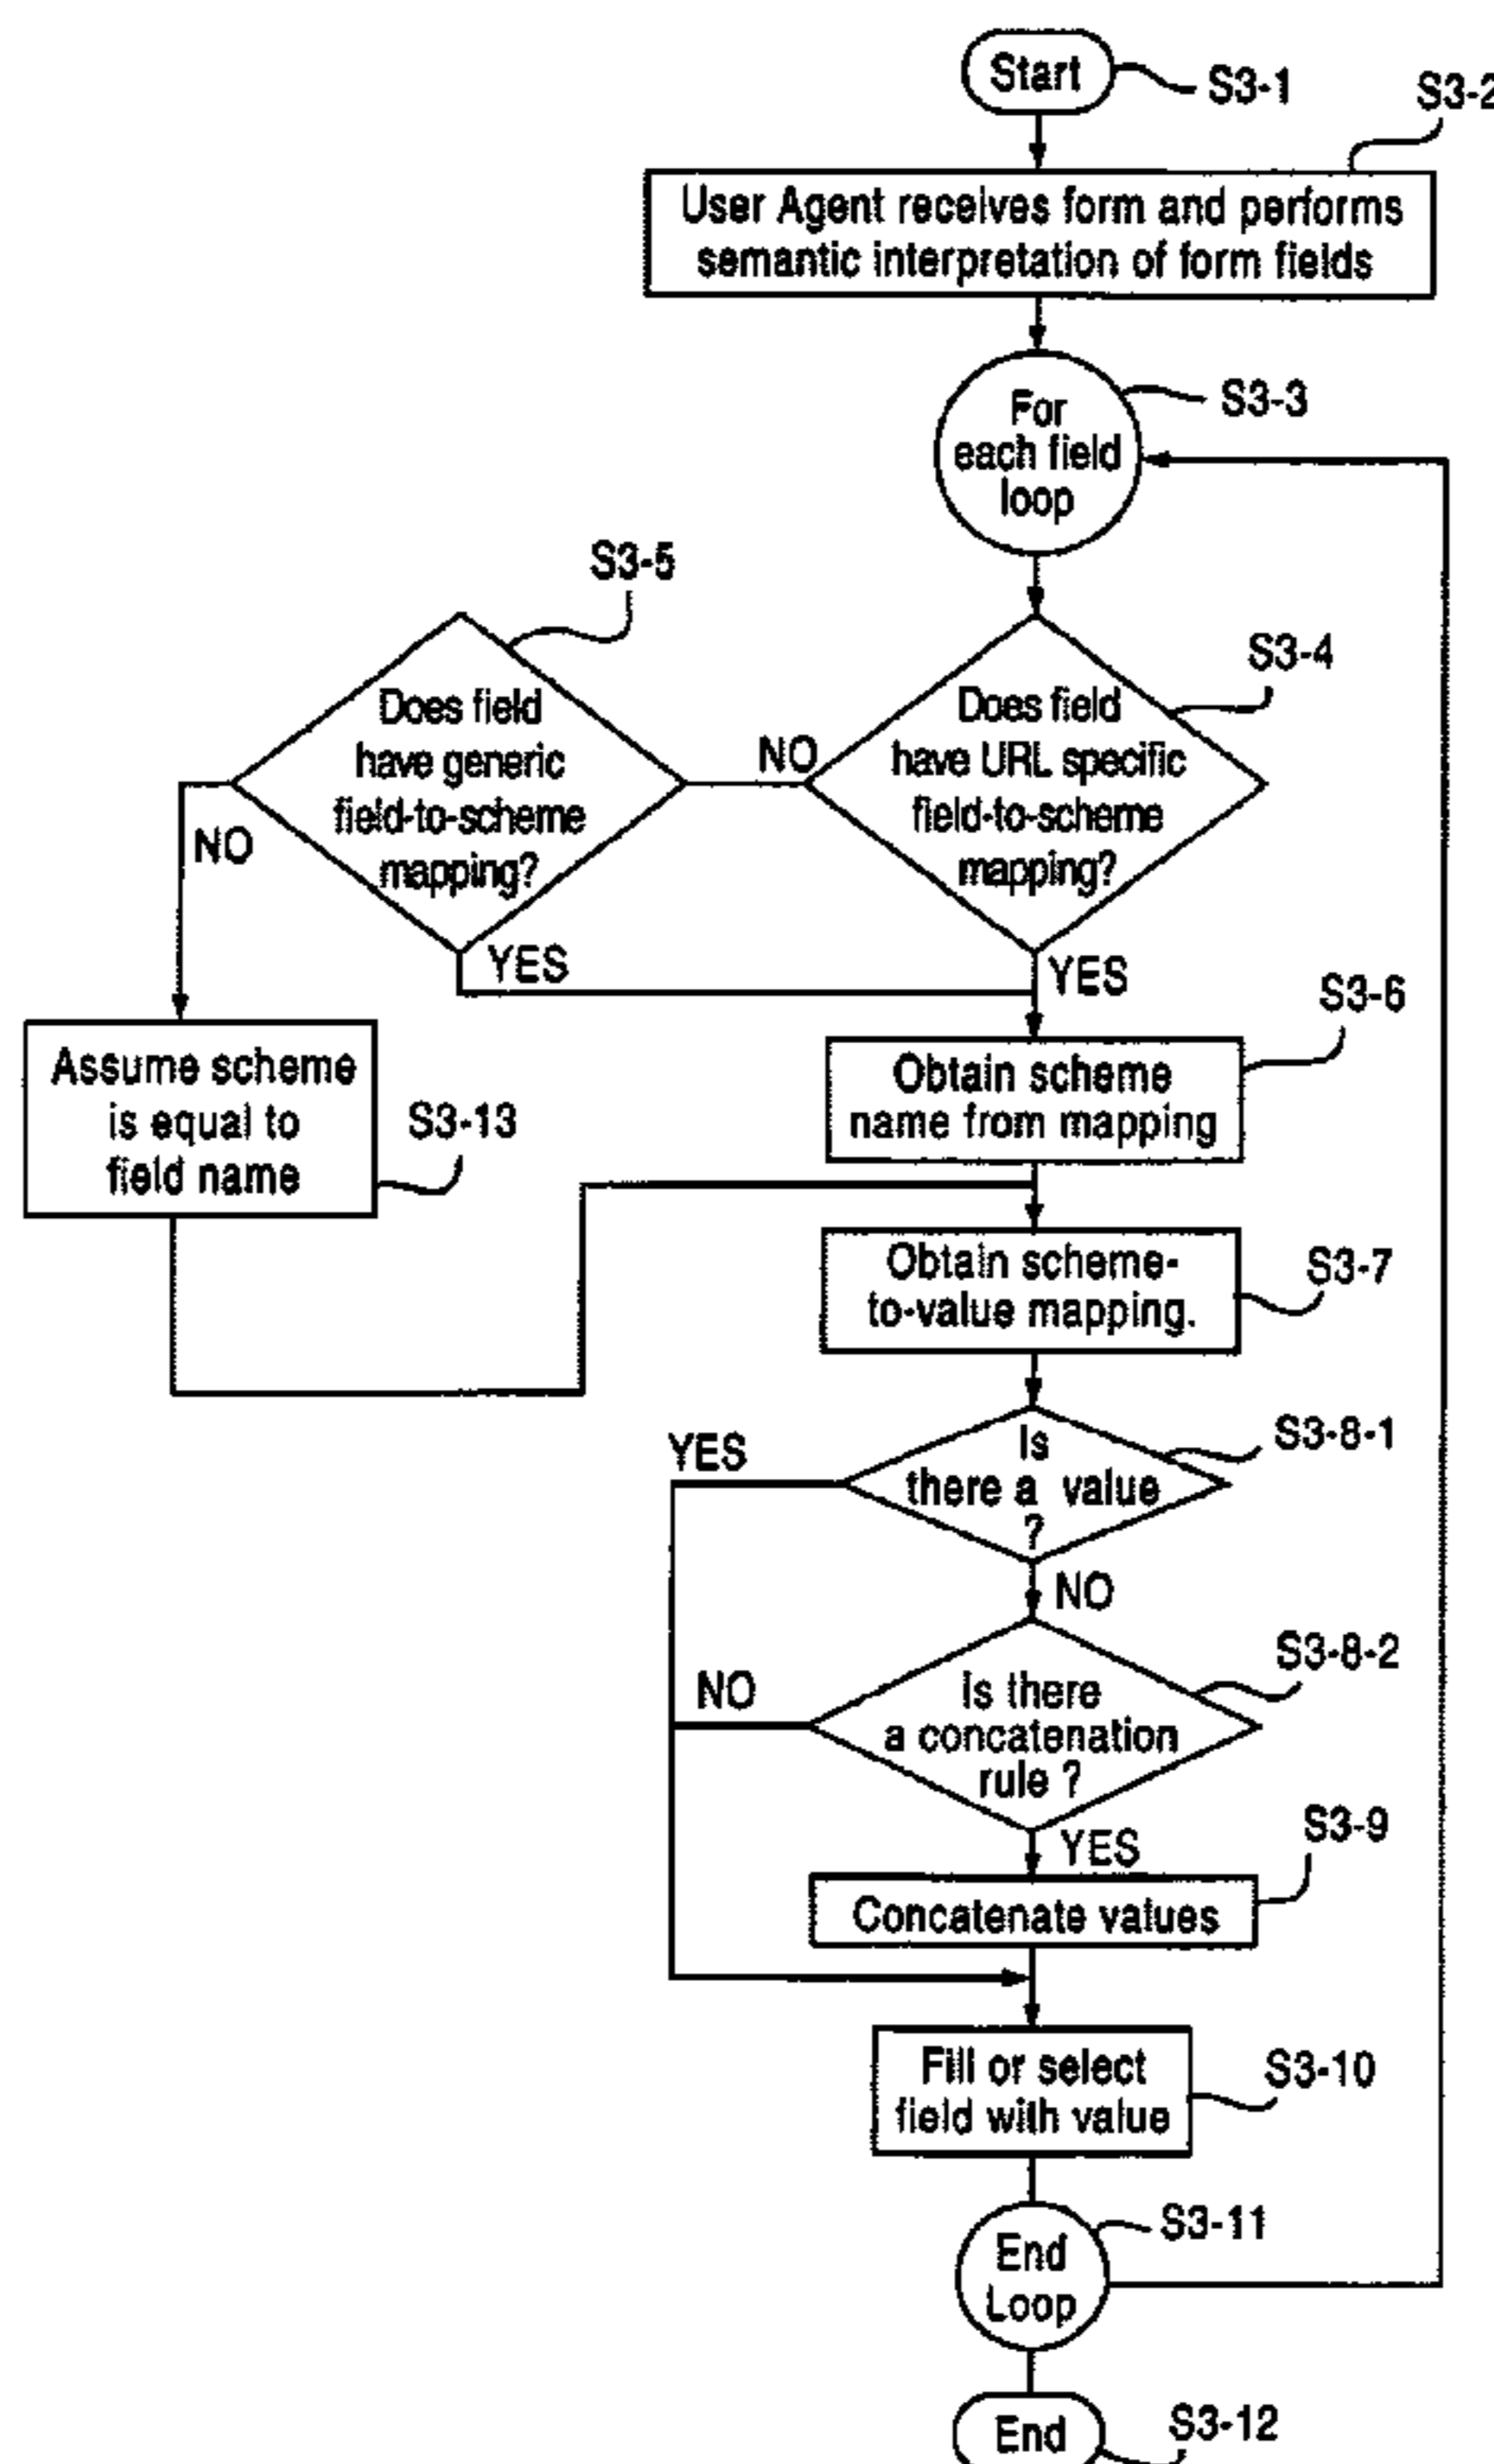 Start
S3-1
S3-2
User Agent receives form and performs
semantic interpretation of form fields
For
each field
loop
S3-3
S3-5
Does field
have generic
field-to-scheme
mapping?
NO
YES
S3-4
Does field
have URL specific
field-to-scheme
mapping?
NO
YES
Assume scheme
is equal to
field name
S3-13
S3-6
Obtain scheme
name from mapping
Obtain scheme-
to-value mapping.
S3-7
Is
there a value
?
S3-8-1
YES
NO
Is there
a concatenation
rule ?
S3-8-2
NO
YES
S3-9
Concatenate values
Fill or select
field with value
S3-10
End
Loop
S3-11
End
S3-12